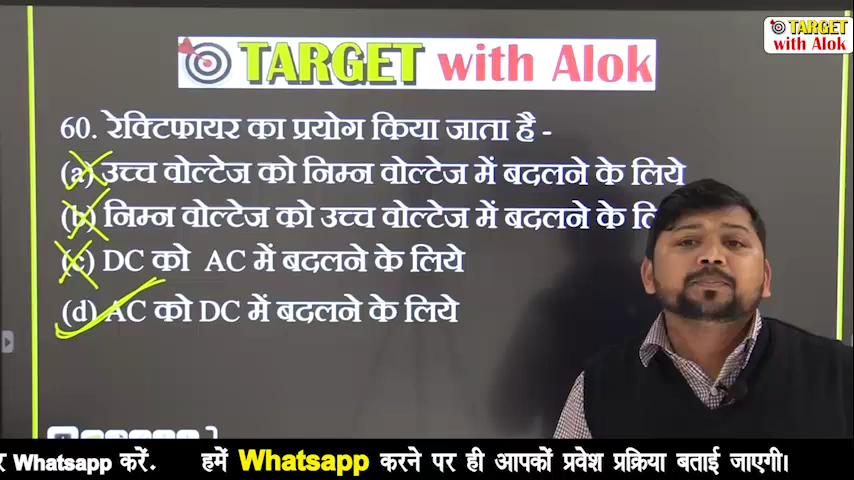 TARGET with Alok
TARGET
with Alok
60. रेक्टिफायर का प्रयोग किया जाता है -
(a) उच्च वोल्टेज को निम्न वोल्टेज में बदलने के लिये
(b) निम्न वोल्टेज को उच्च वोल्टेज में बदलने के
(c) DC को AC में बदलने के लिये
(d) AC को DC में बदलने के लिये
Whatsapp करें. हमें Whatsapp करने पर ही आपकों प्रवेश प्रक्रिया बताई जाएगी।